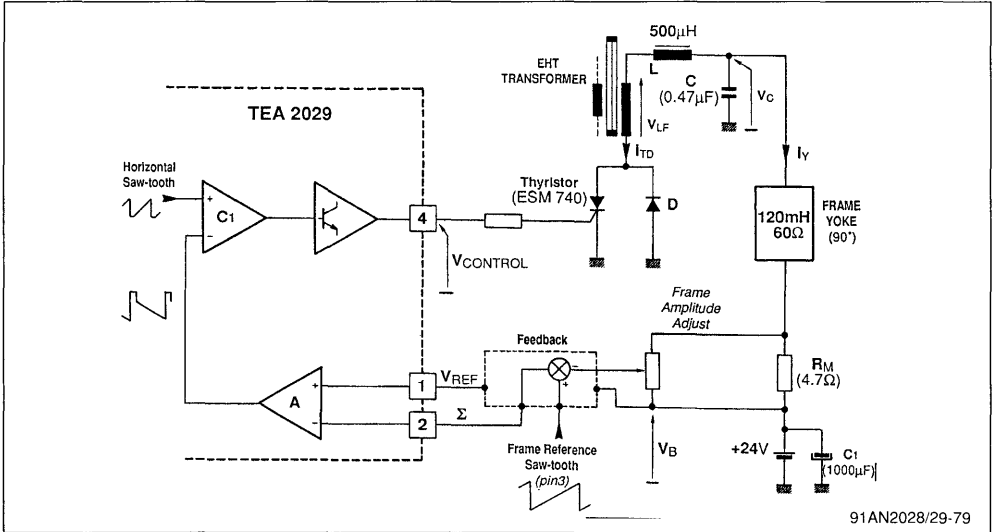 500µH
EHT
TRANSFORMER
L
C
(0.47µF)
VC
VLF
TEA 2029
ITD
IY
Horizontal
Saw-tooth
Thyristor
(ESM 740)
+
C1
−
4
D
120mH
60Ω
FRAME
YOKE
(90°)
VCONTROL
Frame
Amplitude
Adjust
Feedback
VREF
−
+
A
+
−
1
2
Σ
RM
(4.7Ω)
Frame Reference
Saw-tooth
(pin3)
VB
+24V
C1
(1000µF)
91AN2028/29-79